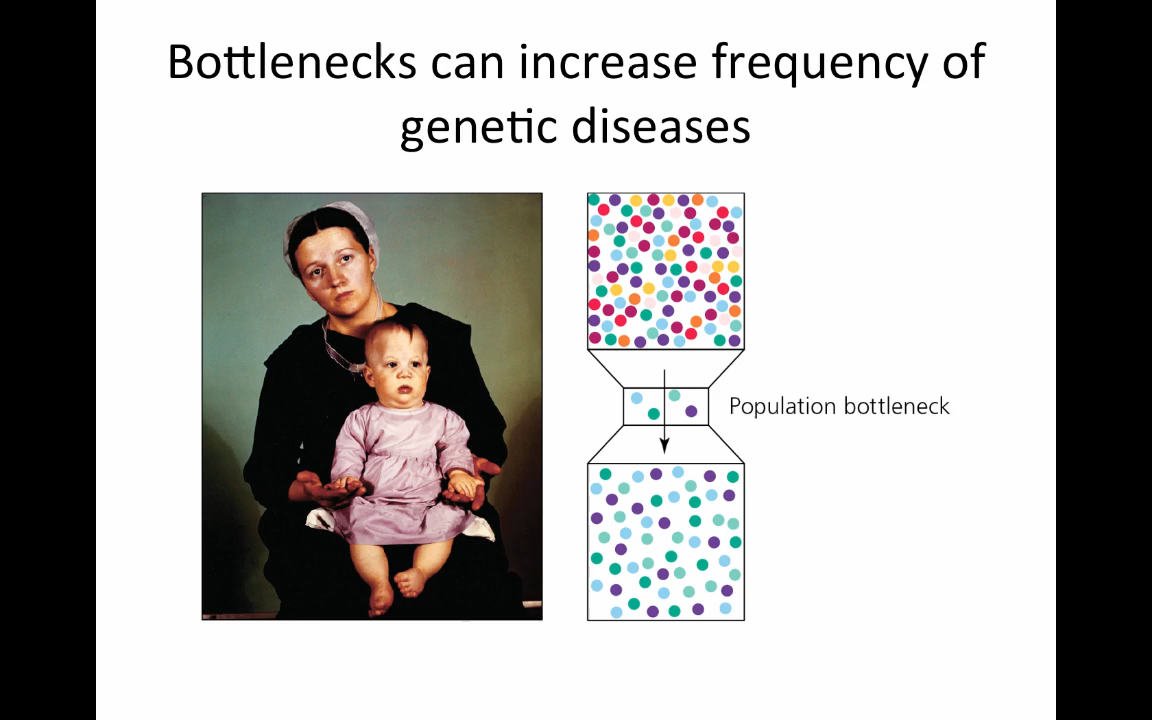 Bottlenecks can increase frequency of
genetic diseases
Population bottleneck